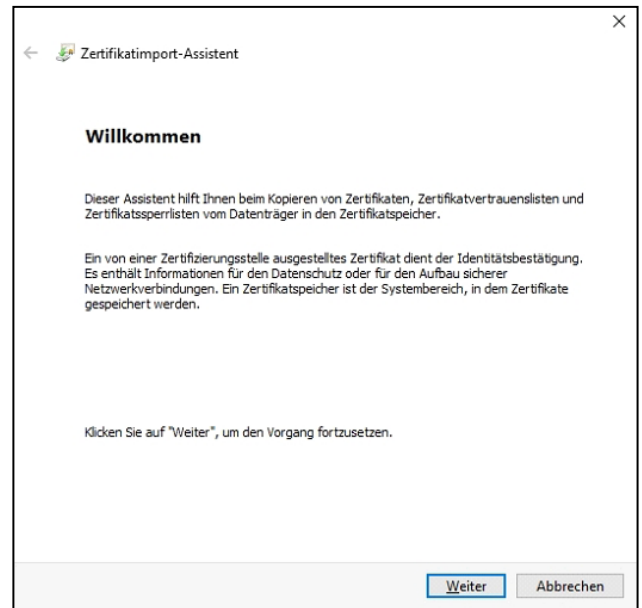 Zertifikatimport-Assistent
Willkommen
Dieser Assistent hilft Ihnen beim Kopieren von Zertifikaten, Zertifikatvertrauenslisten und
Zertifikatssperrlisten vom Datenträger in den Zertifikatspeicher.
Ein von einer Zertifizierungsstelle ausgestelltes Zertifikat dient der Identitätsbestätigung.
Es enthält Informationen für den Datenschutz oder für den Aufbau sicherer
Netzwerkverbindungen. Ein Zertifikatspeicher ist der Systembereich, in dem Zertifikate
gespeichert werden.
Klicken Sie auf "Weiter", um den Vorgang fortzusetzen.
Weiter Abbrechen